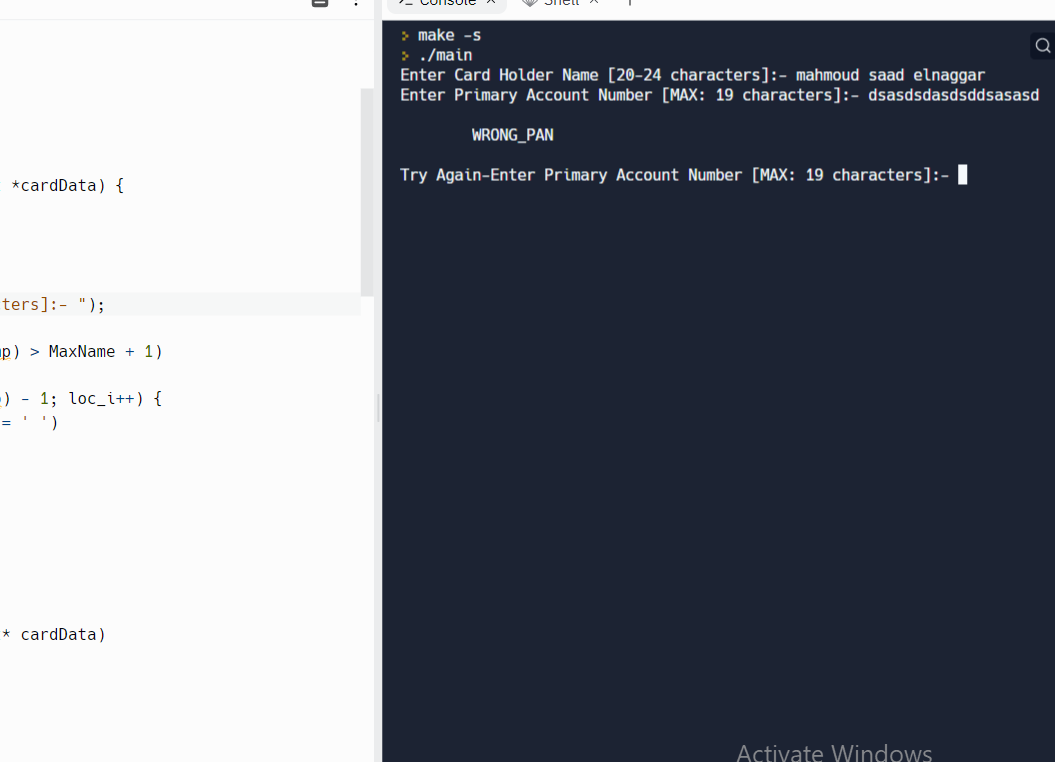 Console
Shell
*cardData) {
ters]:- ");
p) > MaxName + 1)
) - 1; loc_i++) {
= ' ')
* cardData)
make -s
./main
Enter Card Holder Name [20-24 characters]:- mahmoud saad elnaggar
Enter Primary Account Number [MAX: 19 characters]:- dsasdsdasdsddsasasd
WRONG_PAN
Try Again-Enter Primary Account Number [MAX: 19 characters]:-
Activate Windows